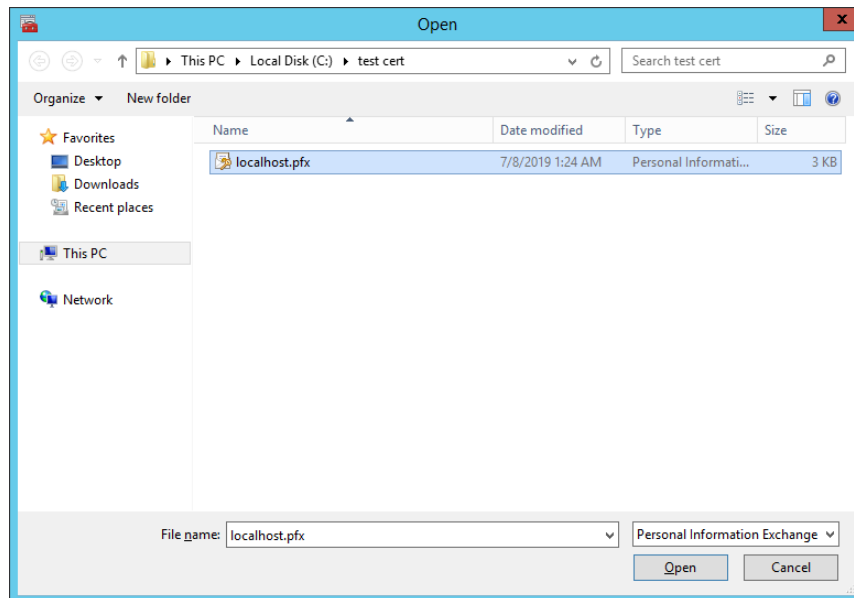 Open
x
This PC Local Disk (C:) test cert Search test cert
Organize New folder
Favorites
Desktop
Downloads
Recent places
This PC
Network
Name Date modified Type Size
localhost.pfx 7/8/2019 1:24 AM Personal Informati... 3 KB
File name: localhost.pfx Personal Information Exchange
Open Cancel